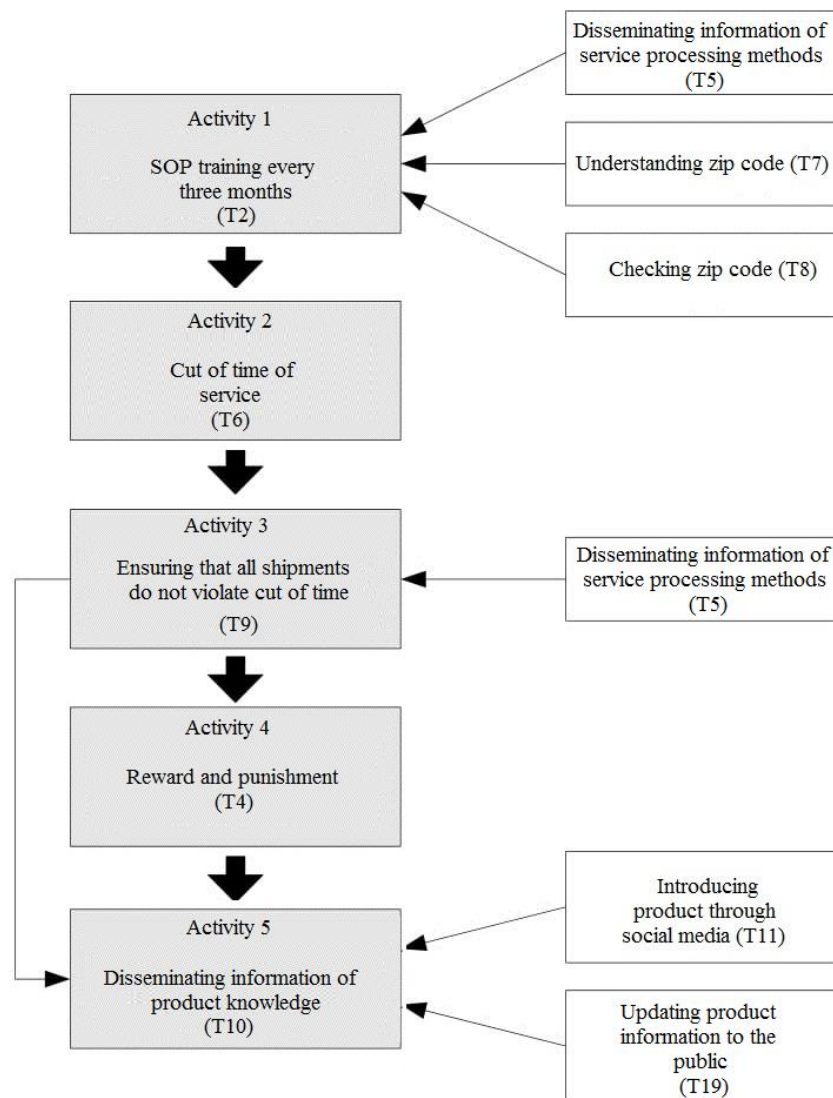 Disseminating information of
service processing methods
(T5)
Activity 1
SOP training every
three months
(T2)
Understanding zip code (T7)
Checking zip code (T8)
Activity 2
Cut of time of
service
(T6)
Activity 3
Ensuring that all shipments
do not violate cut of time
(T9)
Disseminating information of
service processing methods
(T5)
Activity 4
Reward and punishment
(T4)
Activity 5
Disseminating information of
product knowledge
(T10)
Introducing
product through
social media (T11)
Updating product
information to the
public
(T19)